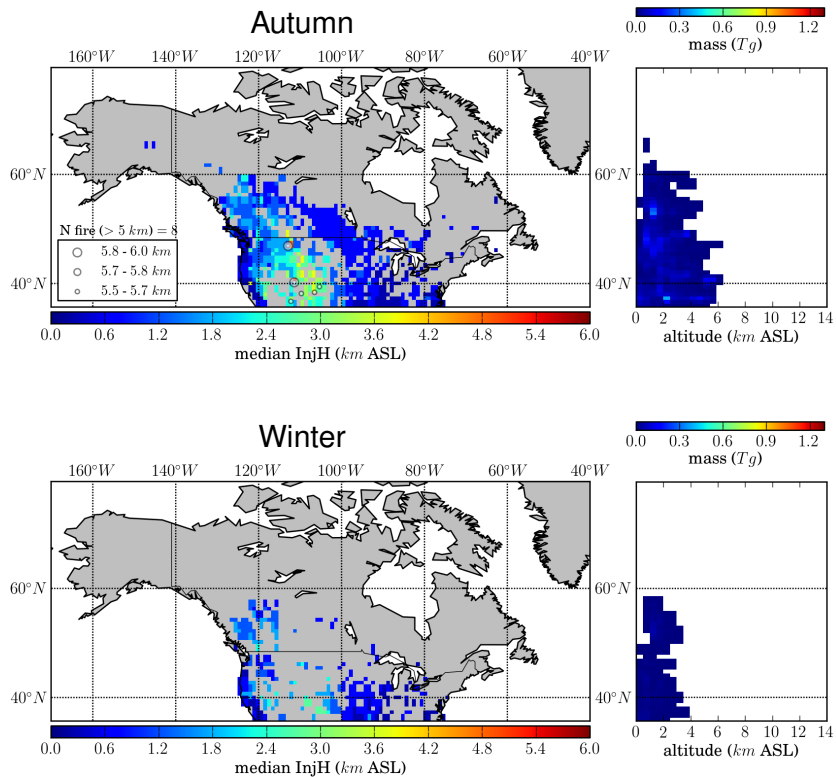 Autumn
0.0 0.3 0.6 0.9 1.2
mass (Tg)
160°W 140°W 120°W 100°W 80°W 60°W 40°W
60°N
40°N
N fire (> 5 km) = 8
5.8 - 6.0 km
5.7 - 5.8 km
5.5 - 5.7 km
0.0 0.6 1.2 1.8 2.4 3.0 3.6 4.2 4.8 5.4 6.0
median InjH (km ASL)
60°N
40°N
0 2 4 6 8 10 12 14
altitude (km ASL)
Winter
0.0 0.3 0.6 0.9 1.2
mass (Tg)
160°W 140°W 120°W 100°W 80°W 60°W 40°W
60°N
40°N
0.0 0.6 1.2 1.8 2.4 3.0 3.6 4.2 4.8 5.4 6.0
median InjH (km ASL)
60°N
40°N
0 2 4 6 8 10 12 14
altitude (km ASL)